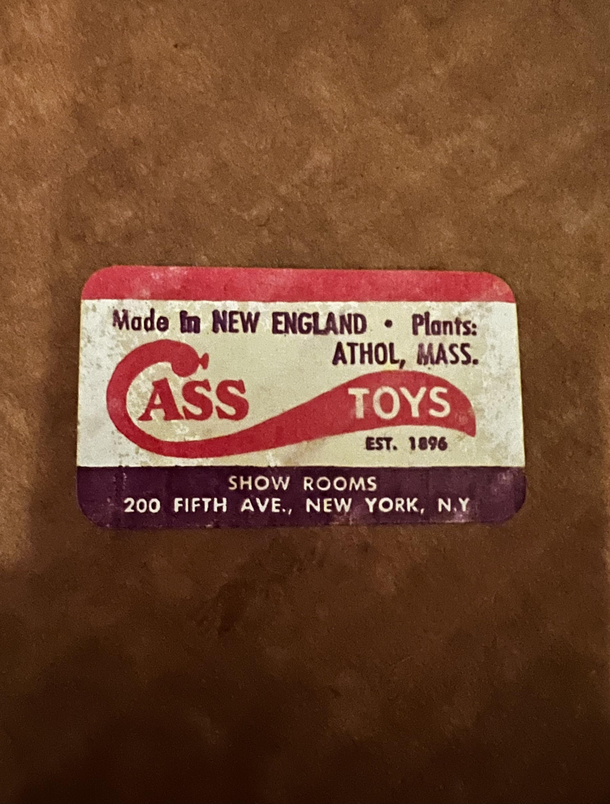 Made in NEW ENGLAND • Plants:
ATHOL, MASS.
CASS TOYS
EST. 1896
SHOW ROOMS
200 FIFTH AVE., NEW YORK, N.Y